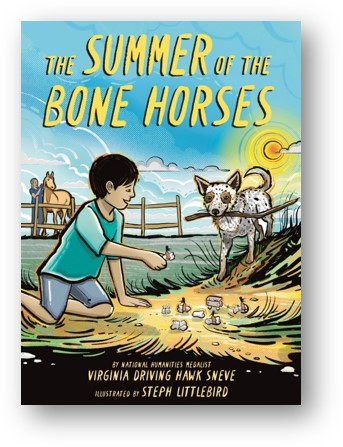 THE SUMMER OF THE
BONE HORSES
BY NATIONAL HUMANITIES MEDALIST
VIRGINIA DRIVING HAWK SNEVE
ILLUSTRATED BY STEPH LITTLEBIRD